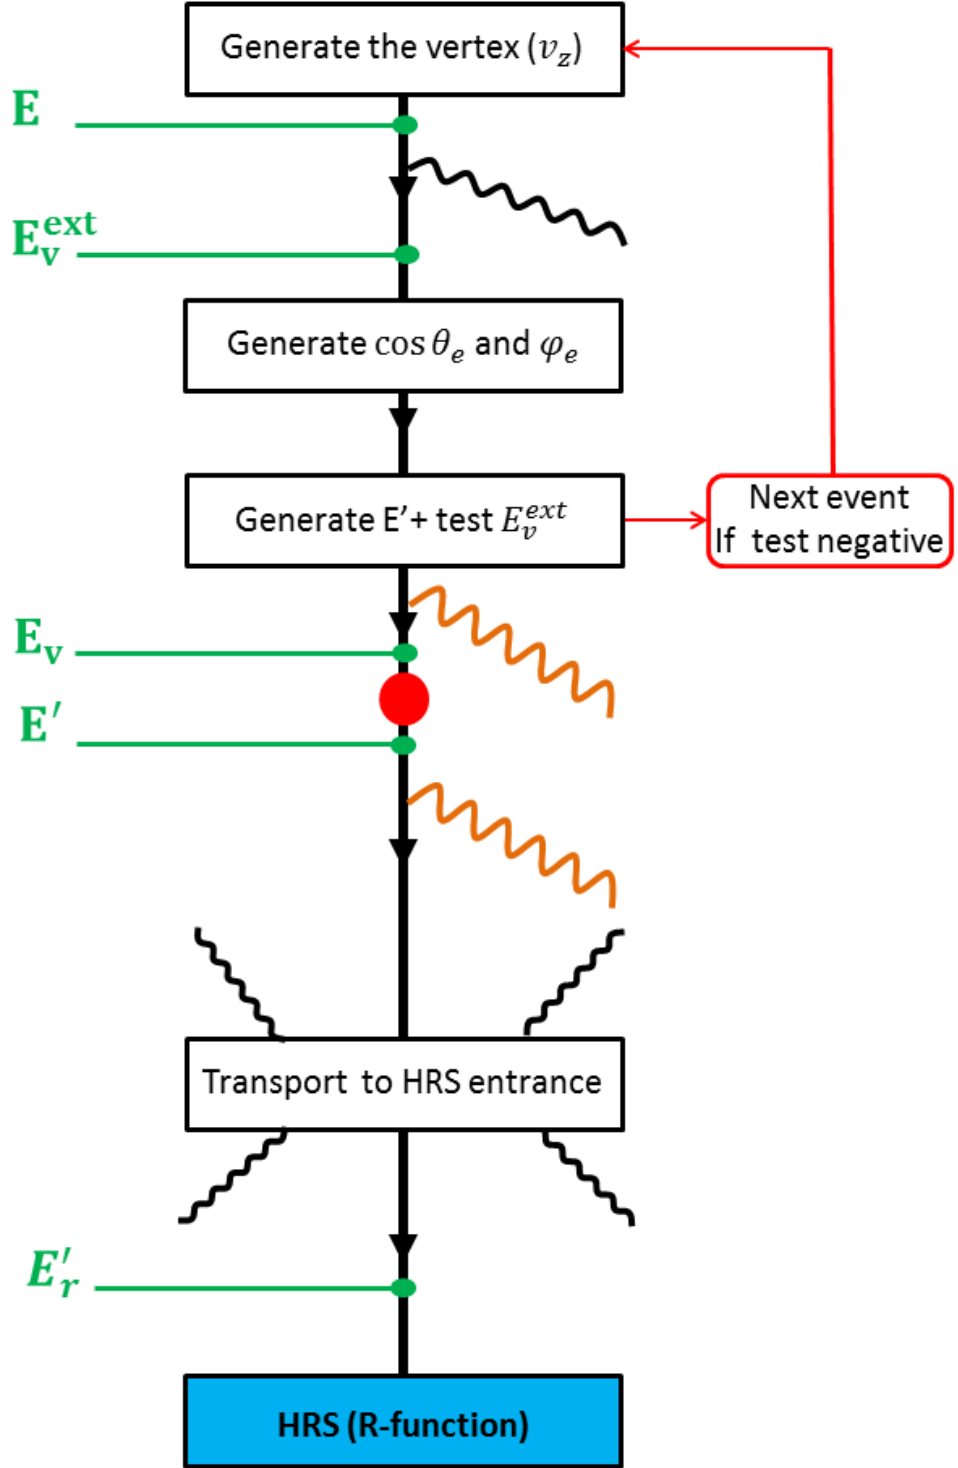 Generate the vertex (𝑣𝑧)
E
E_v^ext
Generate cos θ_e and φ_e
Generate E’+ test E_v^ext
Next event
If test negative
E_v
E′
Transport to HRS entrance
E′_r
HRS (R-function)